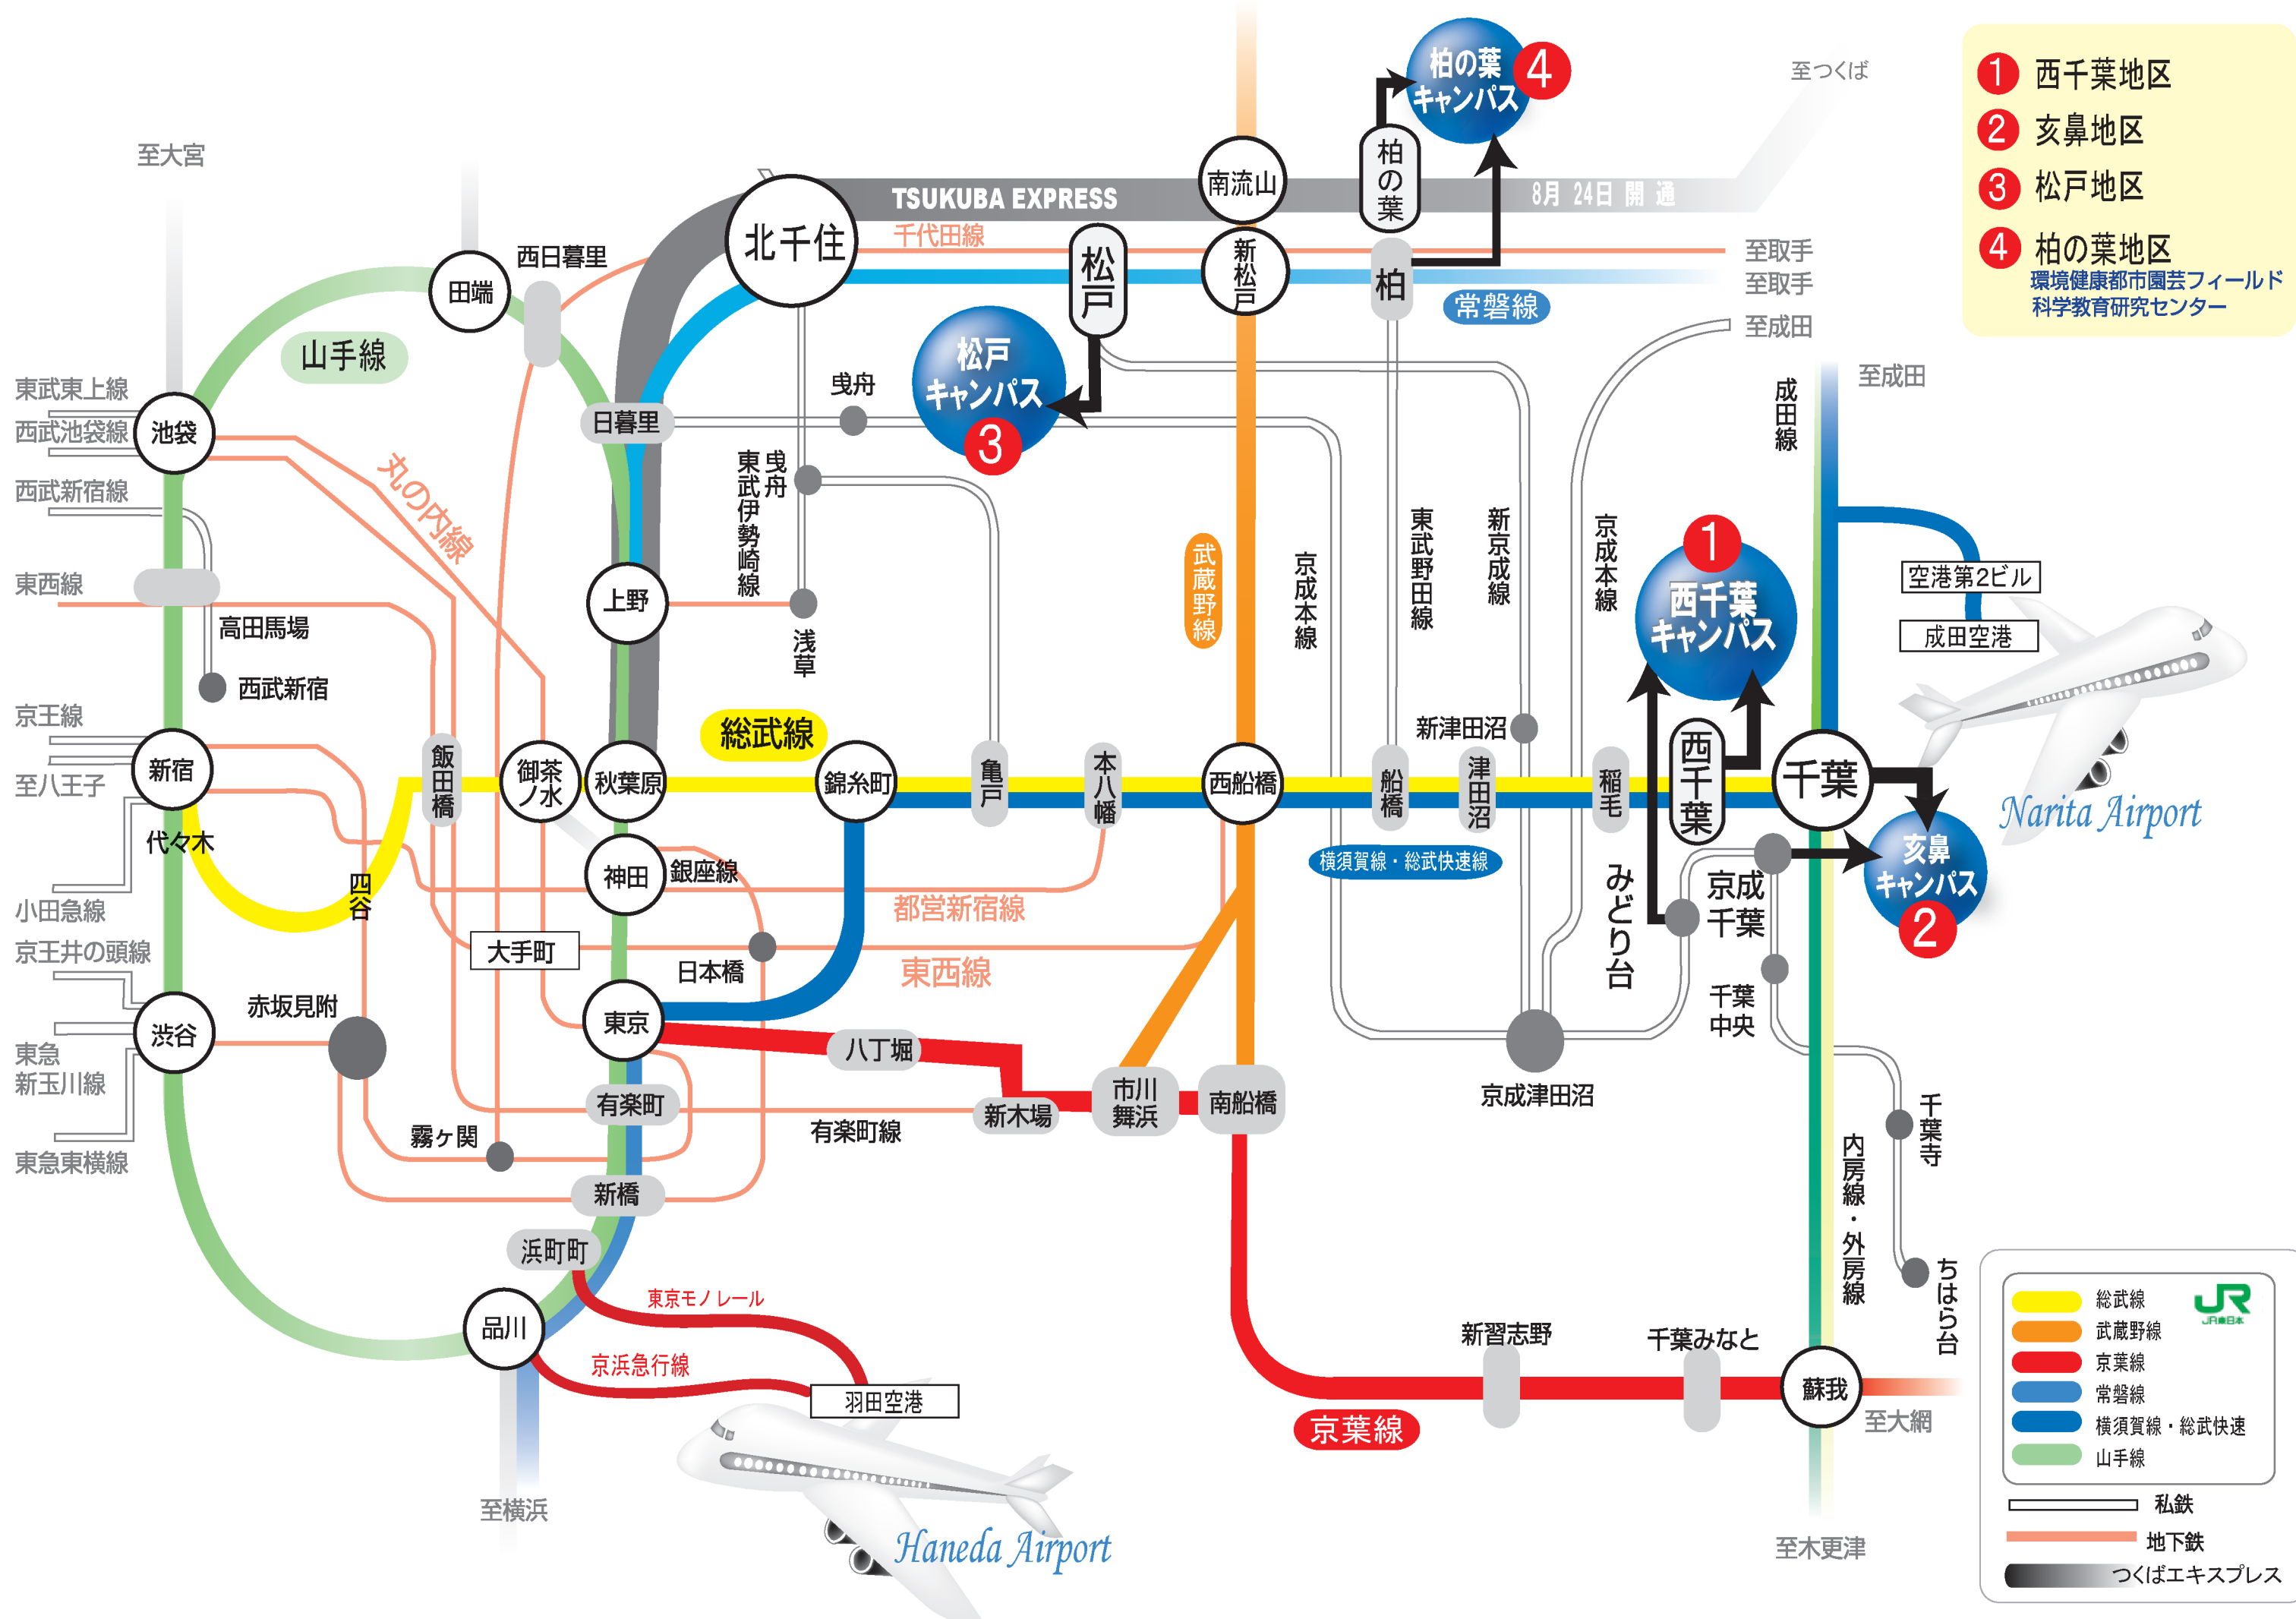 柏の葉
キャンパス
4
至つくば
1 西千葉地区
2 亥鼻地区
3 松戸地区
4 柏の葉地区
環境健康都市園芸フィールド
科学教育研究センター
至大宮
TSUKUBA EXPRESS
南流山
柏の葉
8月 24日 開 通
北千住
千代田線
新松戸
松戸
柏
至取手
至取手
常磐線
至成田
西日暮里
田端
山手線
松戸
キャンパス
3
成田線
至成田
東武東上線
西武池袋線
池袋
日暮里
曳舟
曳舟
東武伊勢崎線
丸の内線
西武新宿線
武蔵野線
京成本線
東武野田線
新京成線
京成本線
1
西千葉
キャンパス
空港第2ビル
成田空港
東西線
高田馬場
上野
浅草
西武新宿
京王線
至八王子
新宿
飯田橋
御茶
ノ水
秋葉原
総武線
錦糸町
亀戸
本八幡
西船橋
船橋
新津田沼
津田沼
稲毛
西千葉
千葉
Narita Airport
代々木
四谷
神田
銀座線
都営新宿線
横須賀線・総武快速線
みどり台
京成
千葉
亥鼻
キャンパス
2
小田急線
京王井の頭線
大手町
日本橋
東西線
千葉
中央
赤坂見附
渋谷
東京
八丁堀
東急
新玉川線
有楽町
有楽町線
新木場
市川
舞浜
南船橋
京成津田沼
千葉寺
霧ヶ関
東急東横線
新橋
内房線・外房線
浜町町
ちはら台
東京モノレール
品川
京浜急行線
羽田空港
新習志野
千葉みなと
蘇我
京葉線
至大網
至横浜
Haneda Airport
至木更津
総武線
JR
JR東日本
武蔵野線
京葉線
常磐線
横須賀線・総武快速
山手線
私鉄
地下鉄
つくばエキスプレス